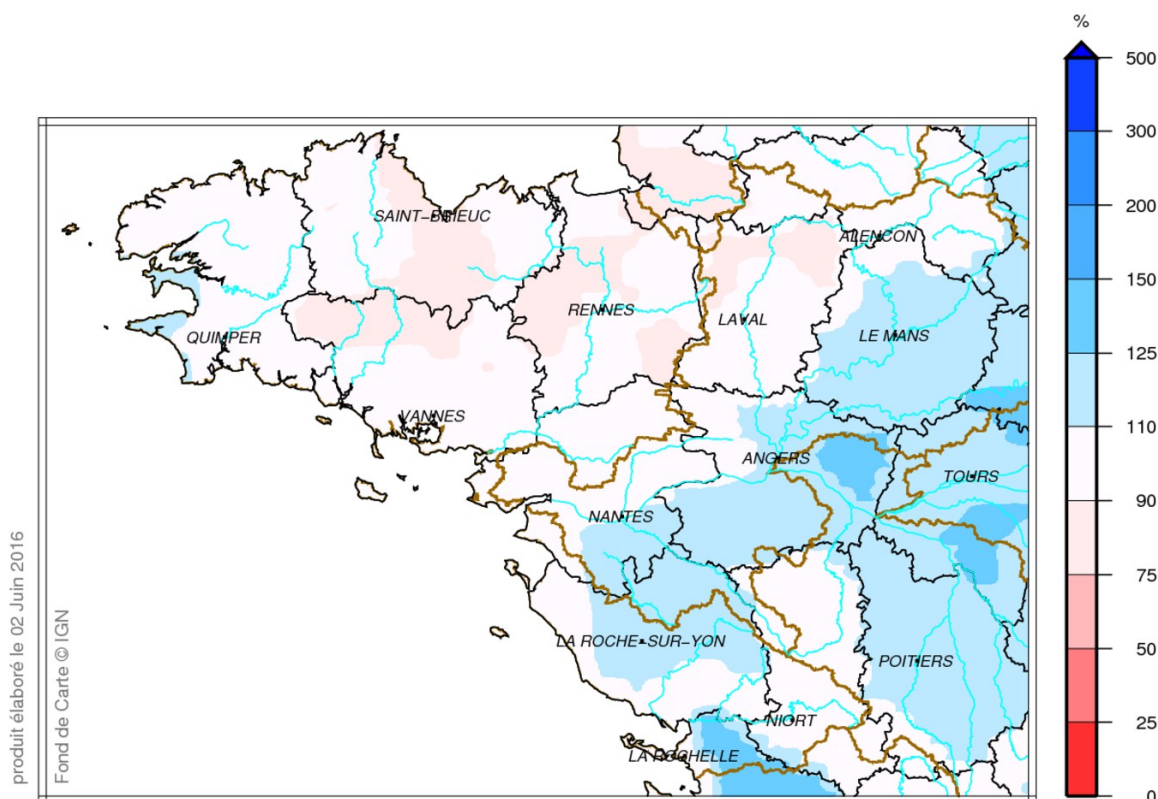 %
500
300
200
150
125
110
90
75
50
25
0
SAINT-BRIEUC
ALENCON
RENNES
LAVAL
LE MANS
QUIMPER
VANNES
ANGERS
TOURS
NANTES
LA ROCHE-SUR-YON
POITIERS
NIORT
LA ROCHELLE
produit élaboré le 02 Juin 2016
Fond de Carte © IGN